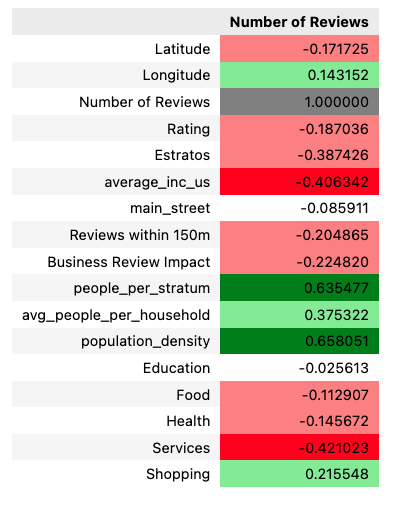 Number of Reviews
Latitude -0.171725
Longitude 0.143152
Number of Reviews 1.000000
Rating -0.187036
Estratos -0.387426
average_inc_us -0.406342
main_street -0.085911
Reviews within 150m -0.204865
Business Review Impact -0.224820
people_per_stratum 0.635477
avg_people_per_household 0.375322
population_density 0.658051
Education -0.025613
Food -0.112907
Health -0.145672
Services -0.421023
Shopping 0.215548